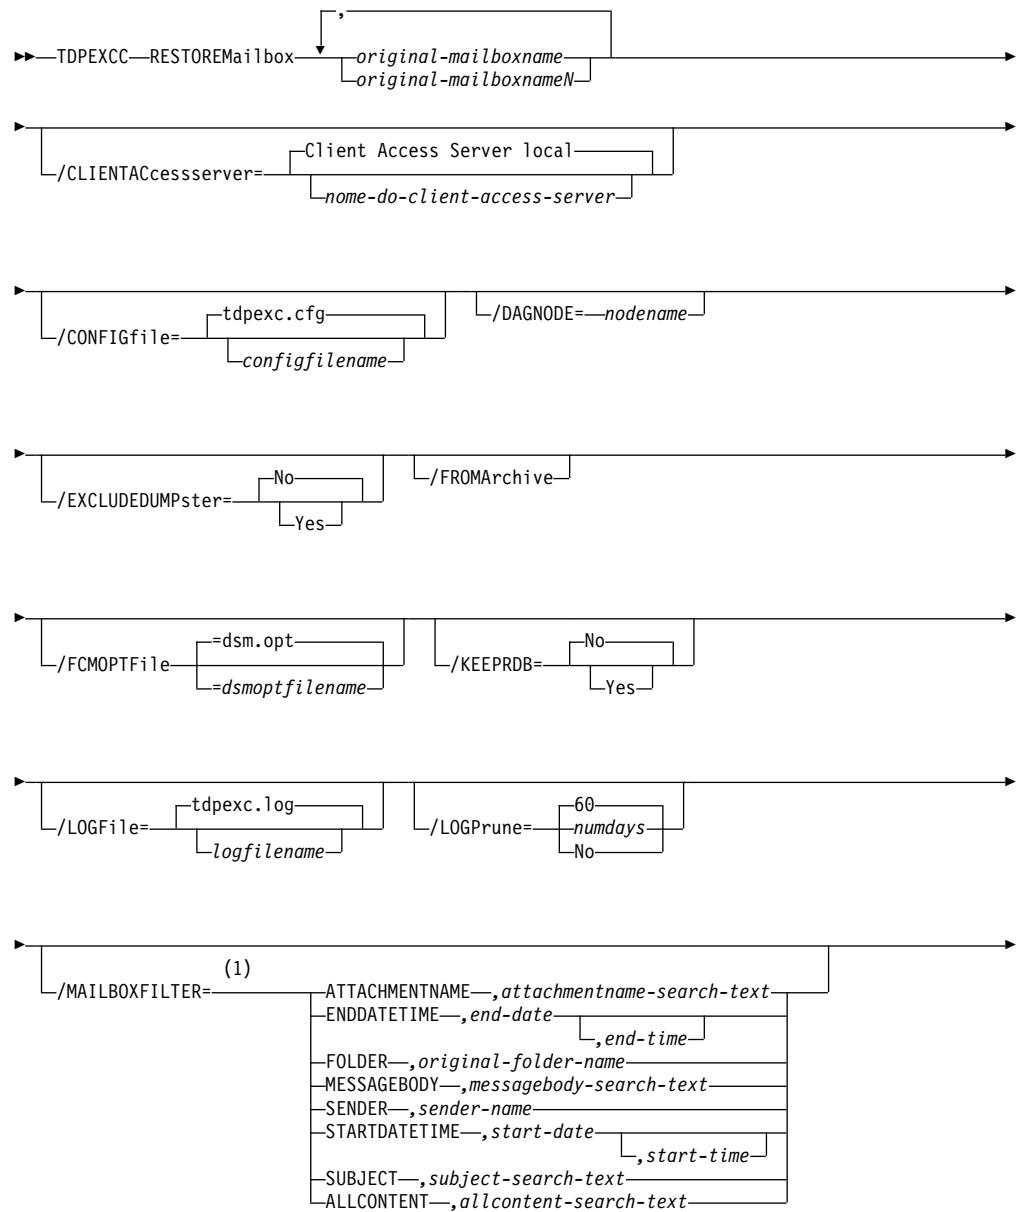 ,
TDPEXCC RESTOREMailbox original-mailboxname
original-mailboxnameN
Client Access Server local
/CLIENTACcessserver=
nome-do-client-access-server
tdpexc.cfg
/CONFIGfile=
configfilename
/DAGNODE= nodename
No
/EXCLUDEDUMPster=
Yes
/FROMArchive
=dsm.opt
/FCMOPTFile
=dsmoptfilename
No
/KEEPRDB=
Yes
tdpexc.log
/LOGFile=
logfilename
60
/LOGPrune= numdays
No
(1)
/MAILBOXFILTER= ATTACHMENTNAME ,attachmentname-search-text
ENDDATETIME ,end-date
,end-time
FOLDER ,original-folder-name
MESSAGEBODY ,messagebody-search-text
SENDER ,sender-name
STARTDATETIME ,start-date
,start-time
SUBJECT ,subject-search-text
ALLCONTENT ,allcontent-search-text